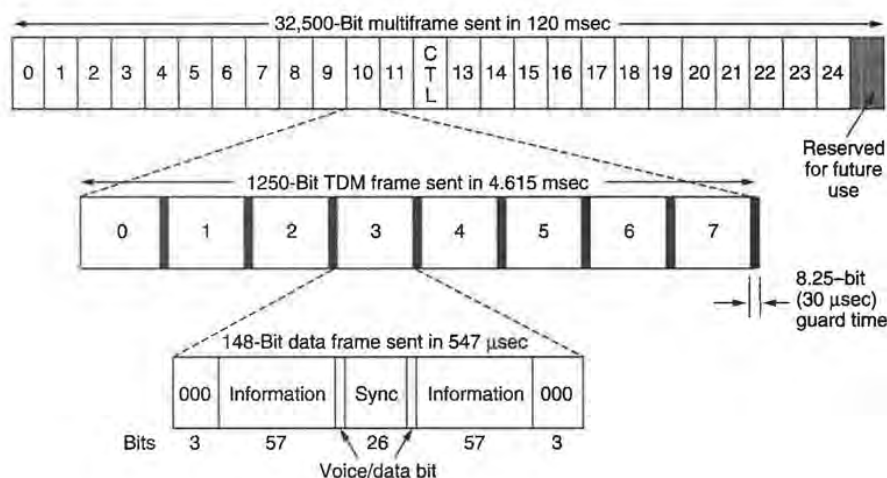 32,500-Bit multiframe sent in 120 msec
0 1 2 3 4 5 6 7 8 9 10 11 CTL 13 14 15 16 17 18 19 20 21 22 23 24
Reserved
for future
use
1250-Bit TDM frame sent in 4.615 msec
0 1 2 3 4 5 6 7
8.25–bit
(30 μsec)
guard time
148-Bit data frame sent in 547 μsec
000 Information Sync Information 000
Bits 3 57 26 57 3
Voice/data bit